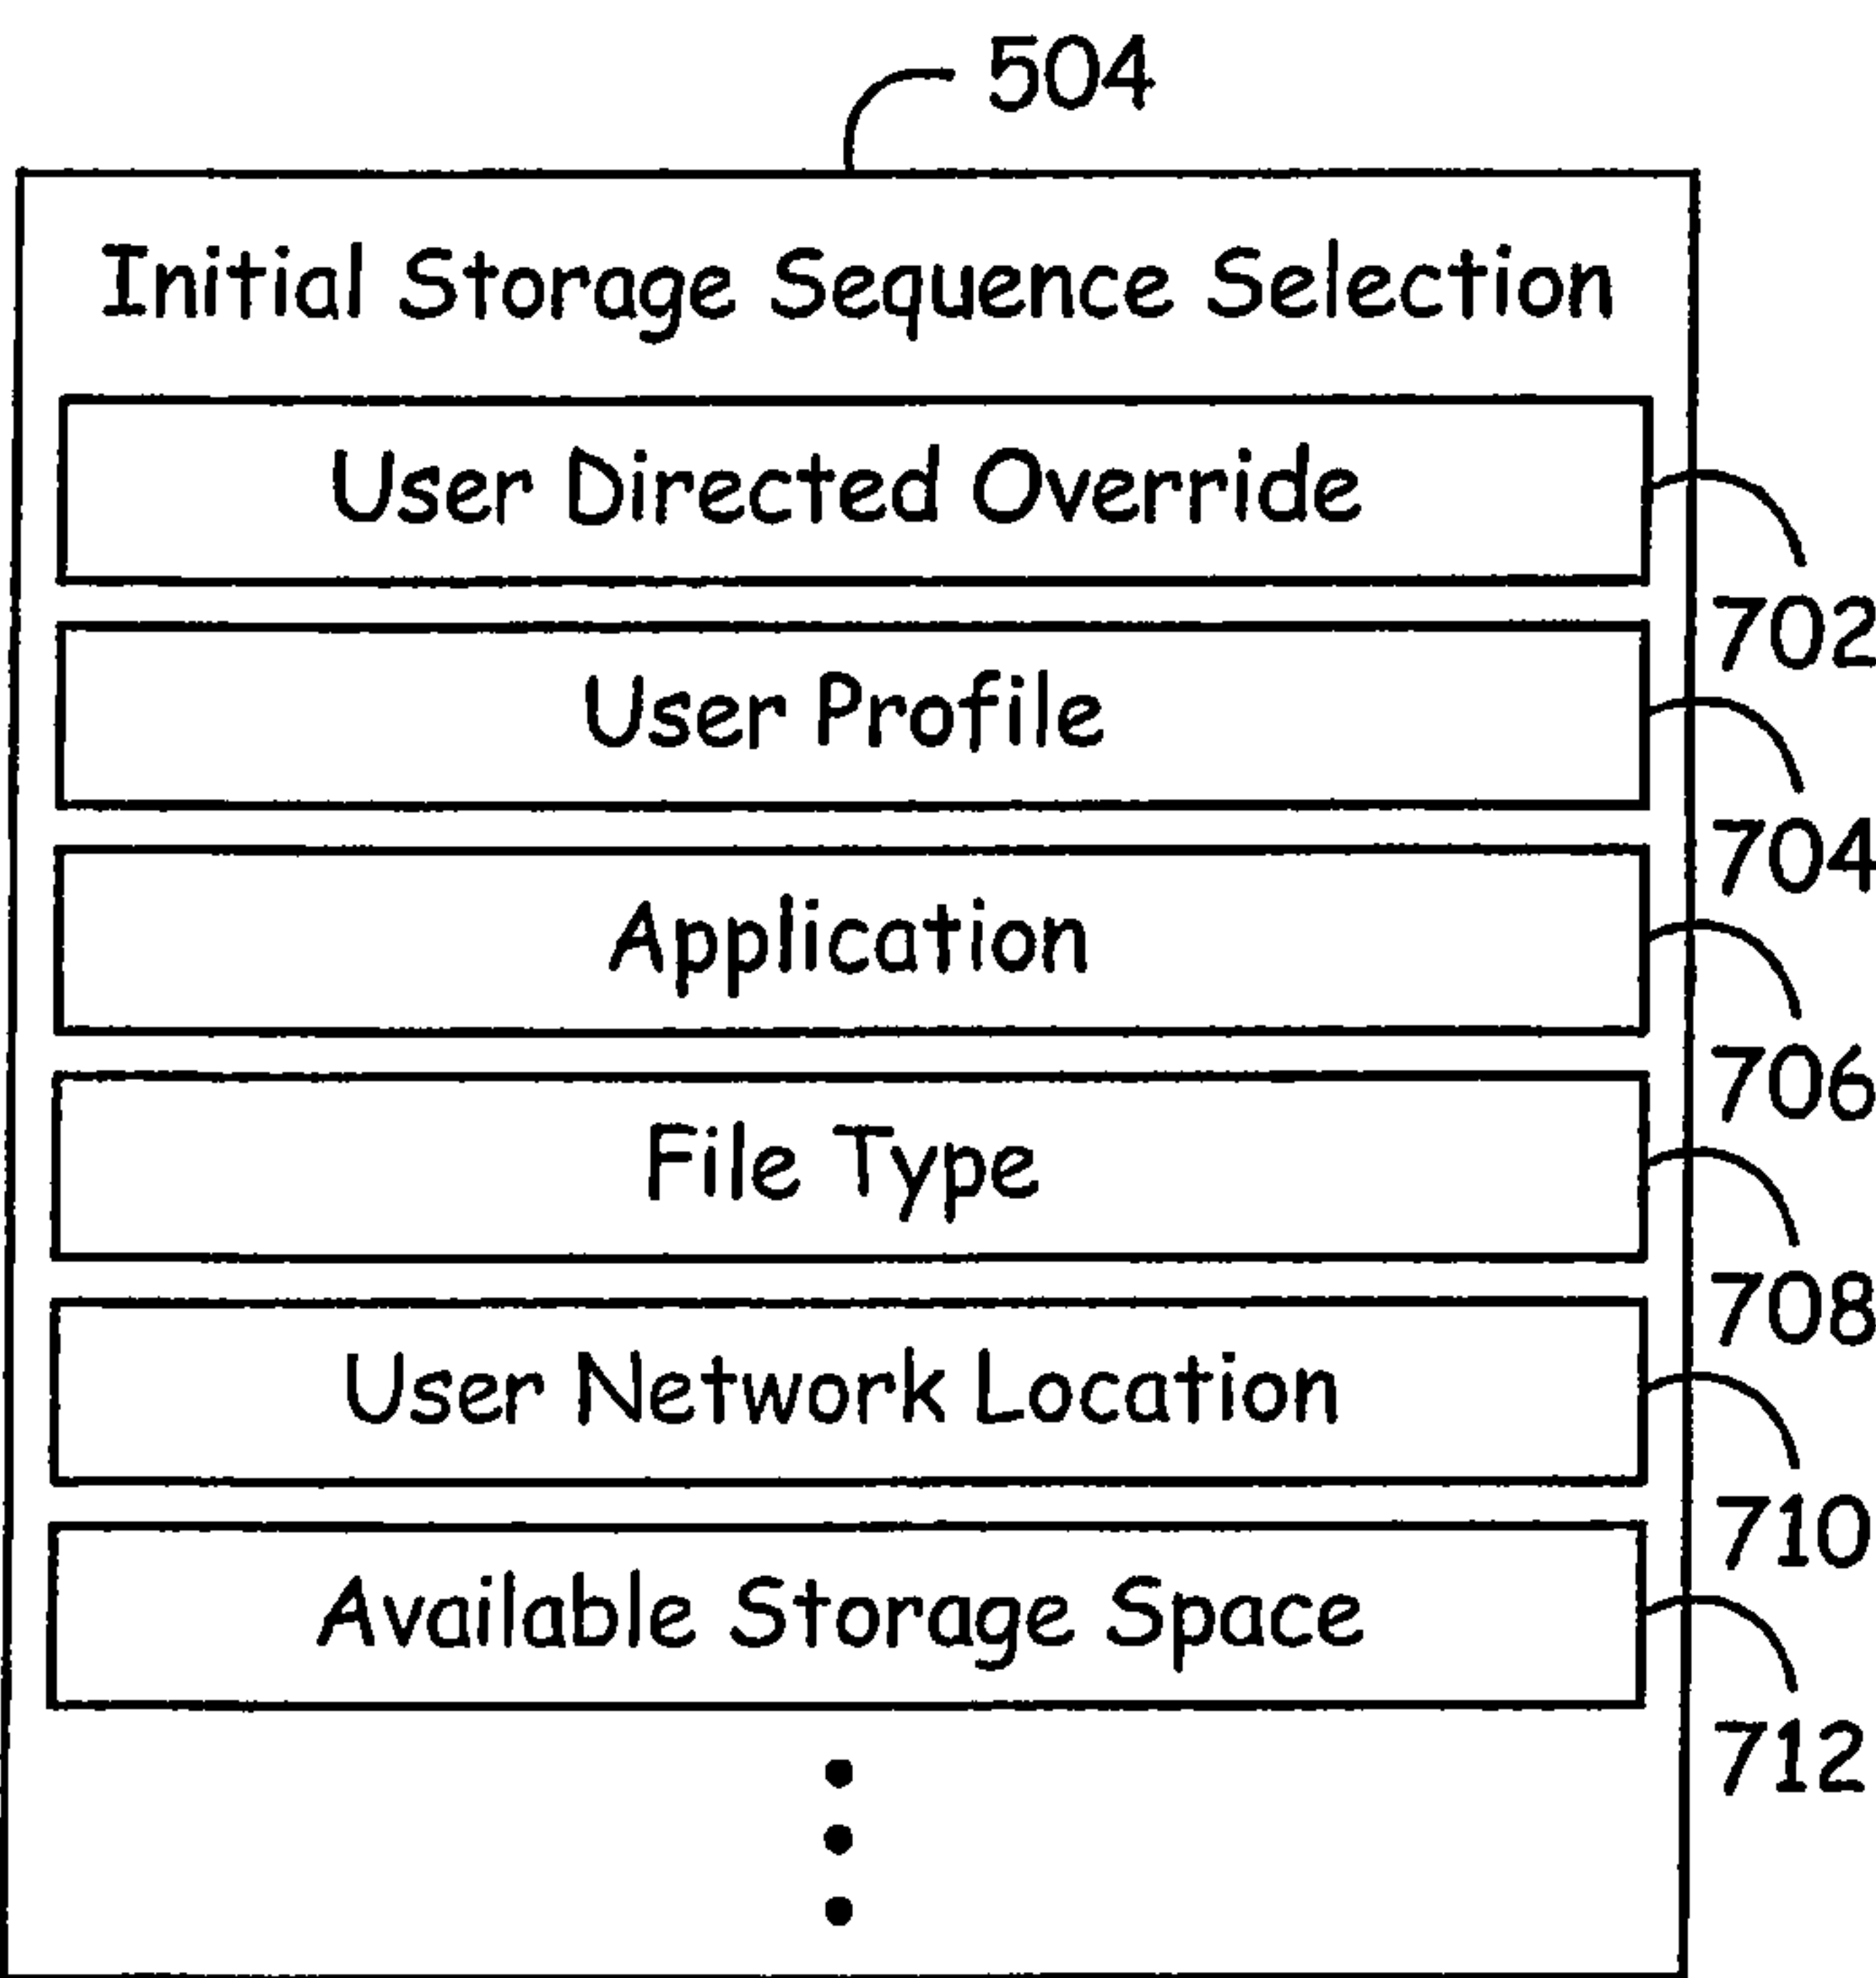 504
Initial Storage Sequence Selection
User Directed Override
702
User Profile
704
Application
706
File Type
708
User Network Location
710
Available Storage Space
712